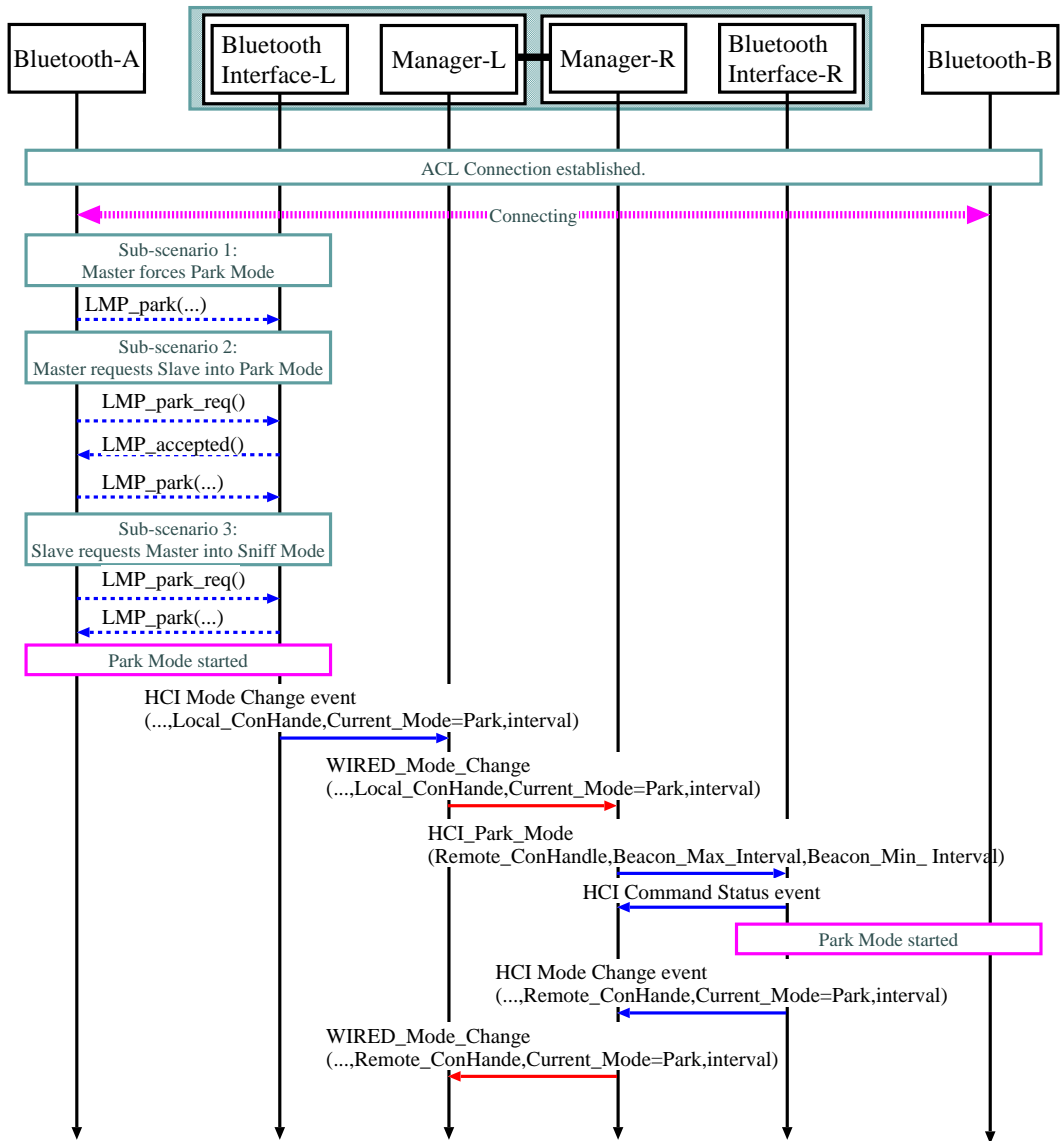 Bluetooth-A
Bluetooth
Interface-L
Manager-L
Manager-R
Bluetooth
Interface-R
Bluetooth-B
ACL Connection established.
Connecting
Sub-scenario 1:
Master forces Park Mode
LMP_park(...)
Sub-scenario 2:
Master requests Slave into Park Mode
LMP_park_req()
LMP_accepted()
LMP_park(...)
Sub-scenario 3:
Slave requests Master into Sniff Mode
LMP_park_req()
LMP_park(...)
Park Mode started
HCI Mode Change event
(...,Local_ConHande,Current_Mode=Park,interval)
WIRED_Mode_Change
(...,Local_ConHande,Current_Mode=Park,interval)
HCI_Park_Mode
(Remote_ConHandle,Beacon_Max_Interval,Beacon_Min_ Interval)
HCI Command Status event
Park Mode started
HCI Mode Change event
(...,Remote_ConHande,Current_Mode=Park,interval)
WIRED_Mode_Change
(...,Remote_ConHande,Current_Mode=Park,interval)